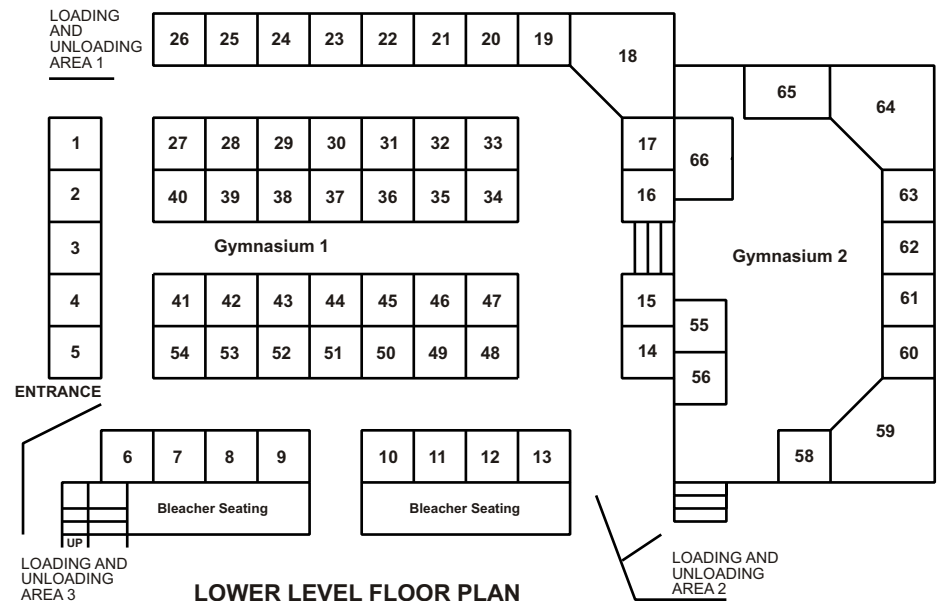 LOADING
AND
UNLOADING
AREA 1
26 25 24 23 22 21 20 19 18
65 64
1 27 28 29 30 31 32 33 17 66
2 40 39 38 37 36 35 34 16 63
3 Gymnasium 1 Gymnasium 2 62
4 41 42 43 44 45 46 47 15 55 61
5 54 53 52 51 50 49 48 14 56 60
ENTRANCE
6 7 8 9 10 11 12 13 58 59
Bleacher Seating Bleacher Seating
UP
LOADING AND
UNLOADING
AREA 3
LOADING AND
UNLOADING
AREA 2
LOWER LEVEL FLOOR PLAN